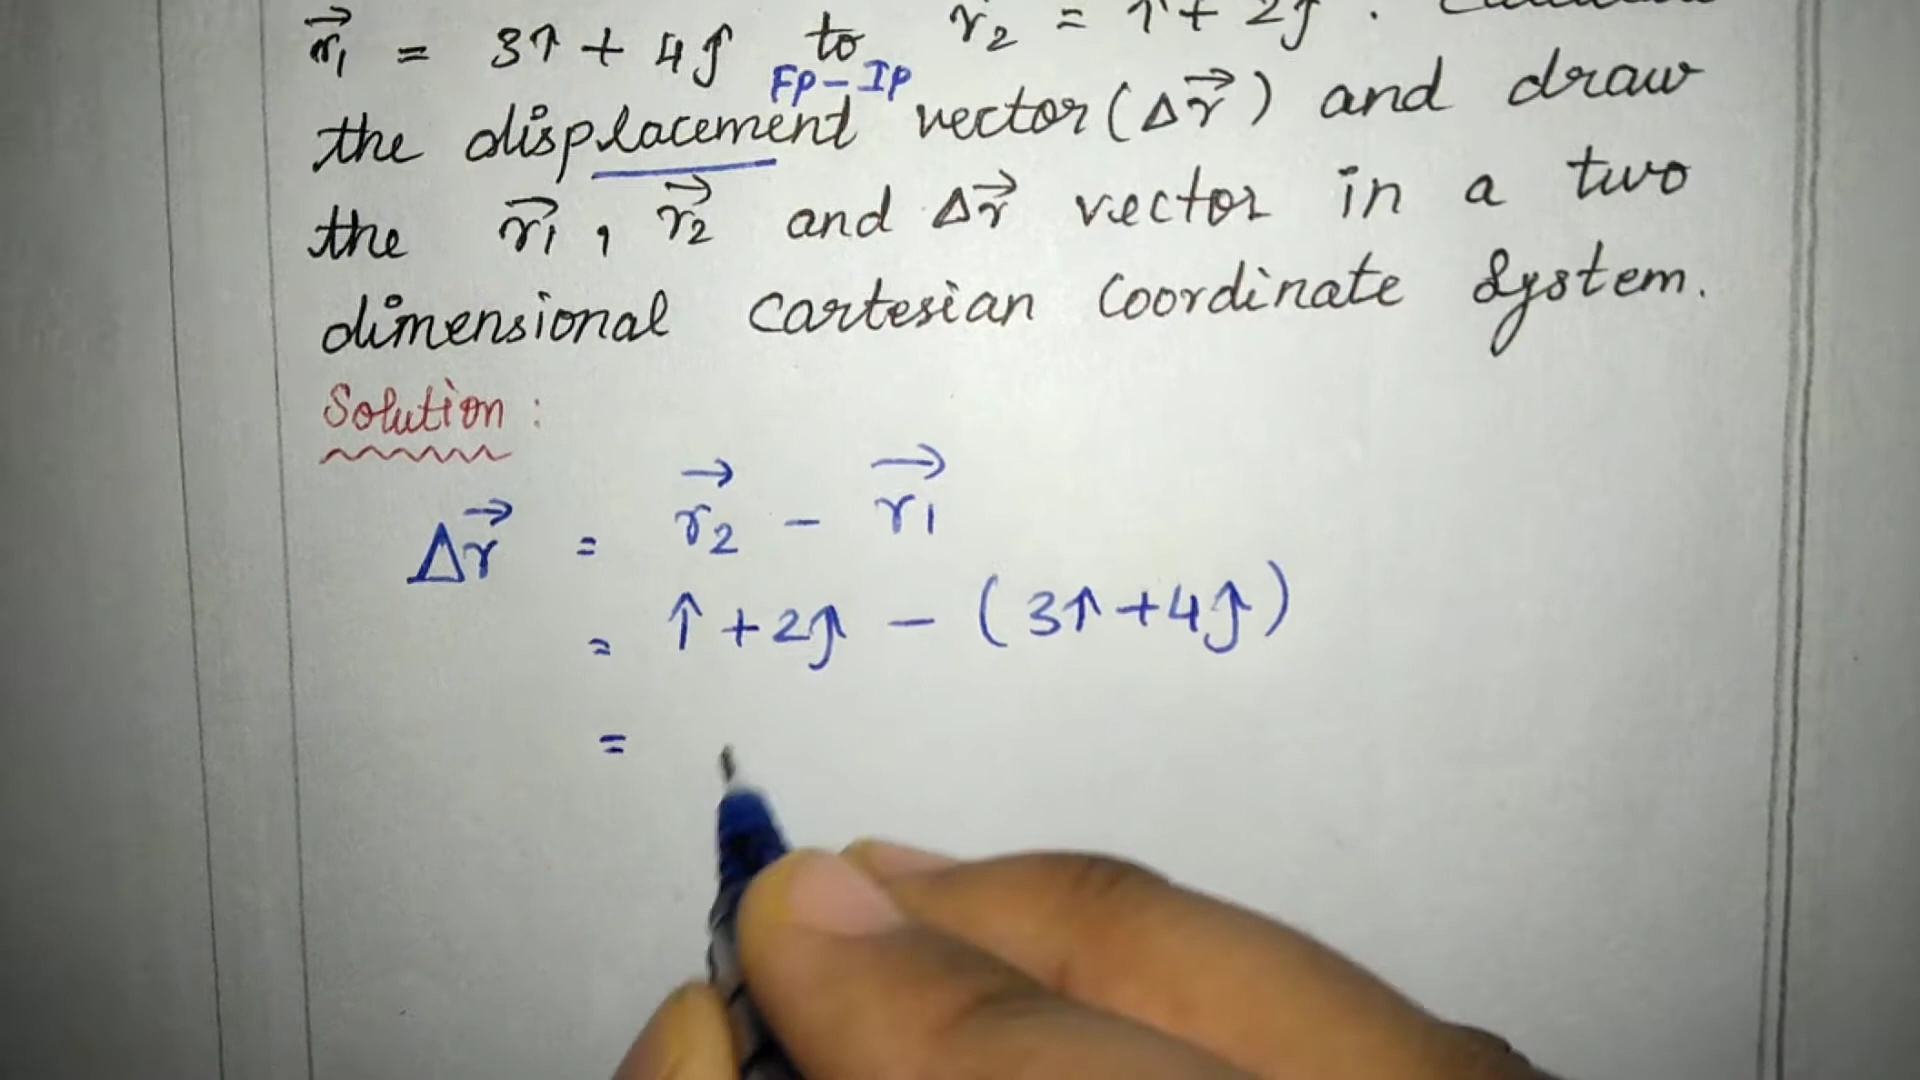 r⃗₁ = 3î + 4ĵ to r₂ = î + 2ĵ.
FP - IP
the displacement vector (Δr⃗) and draw
the r⃗₁, r⃗₂ and Δr⃗ vector in a two
dimensional cartesian Coordinate System.
Solution :
Δr⃗ = r⃗₂ - r⃗₁
= î + 2ĵ - (3î + 4ĵ)
=